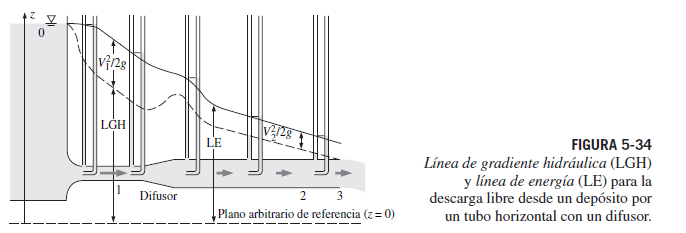 z
0
V₁²/2g
LGH
LE
V₂²/2g
1
Difusor
2
3
Plano arbitrario de referencia (z = 0)
FIGURA 5-34
Línea de gradiente hidráulica (LGH)
y línea de energía (LE) para la
descarga libre desde un depósito por
un tubo horizontal con un difusor.